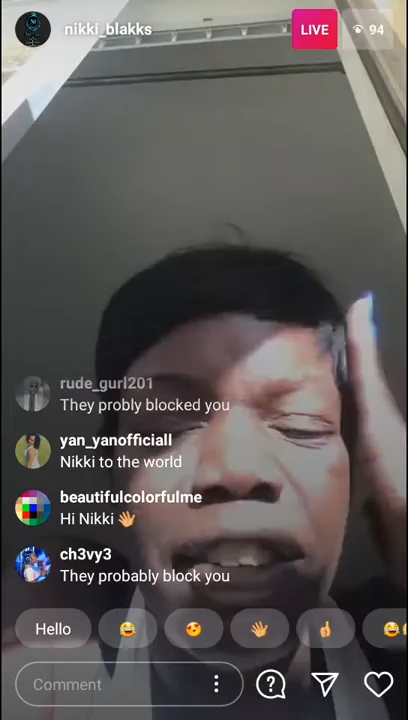 nikki_blakks
LIVE
94
rude_gurl201
They probly blocked you
yan_yanofficiall
Nikki to the world
beautifulcolorfulme
Hi Nikki 👋
ch3vy3
They probably block you
Hello
Comment